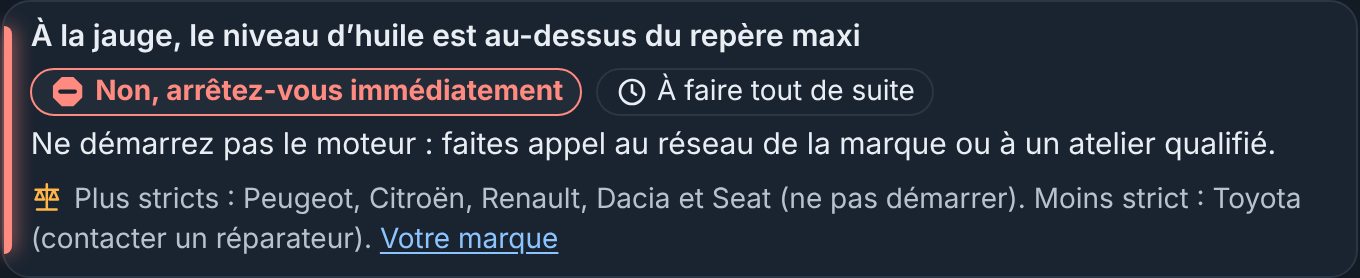 À la jauge, le niveau d’huile est au-dessus du repère maxi
Non, arrêtez-vous immédiatement
À faire tout de suite
Ne démarrez pas le moteur : faites appel au réseau de la marque ou à un atelier qualifié.
Plus stricts : Peugeot, Citroën, Renault, Dacia et Seat (ne pas démarrer). Moins strict : Toyota
(contacter un réparateur). Votre marque